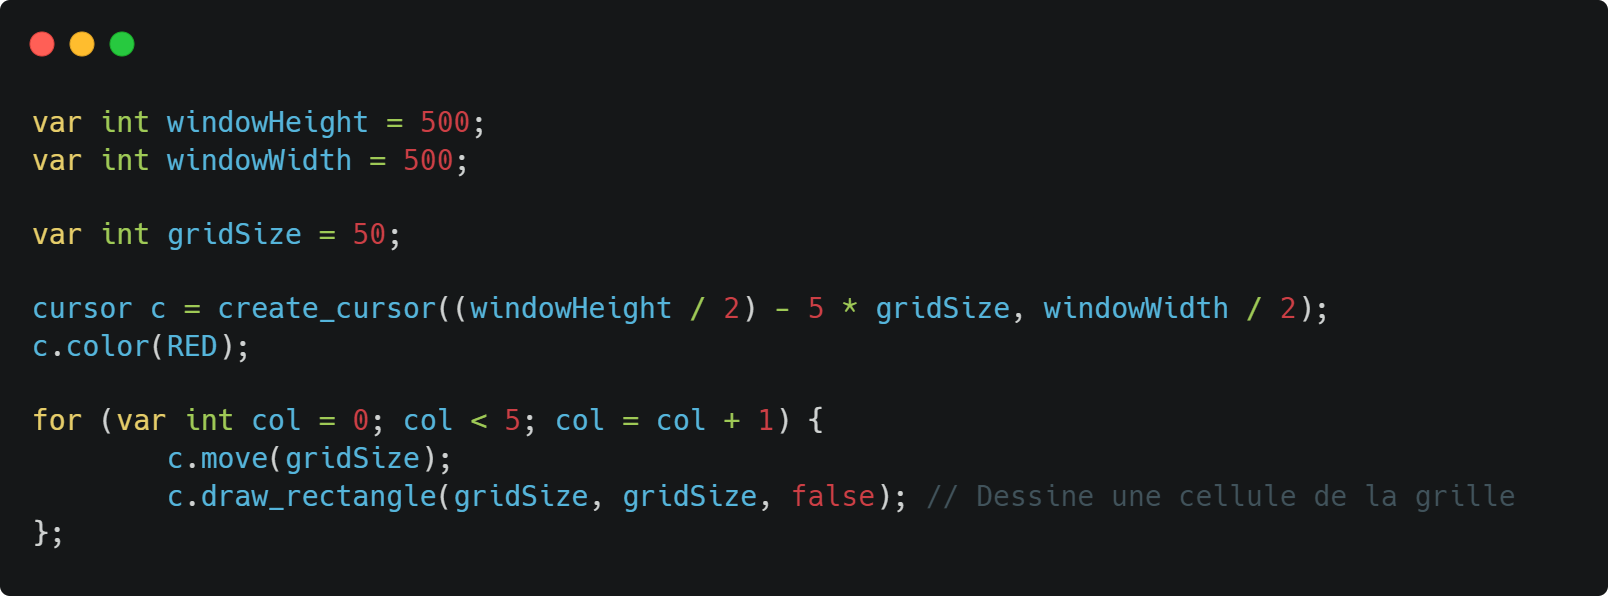 var int windowHeight = 500;
var int windowWidth = 500;
var int gridSize = 50;
cursor c = create_cursor((windowHeight / 2) - 5 * gridSize, windowWidth / 2);
c.color(RED);
for (var int col = 0; col < 5; col = col + 1) {
        c.move(gridSize);
        c.draw_rectangle(gridSize, gridSize, false); // Dessine une cellule de la grille
};